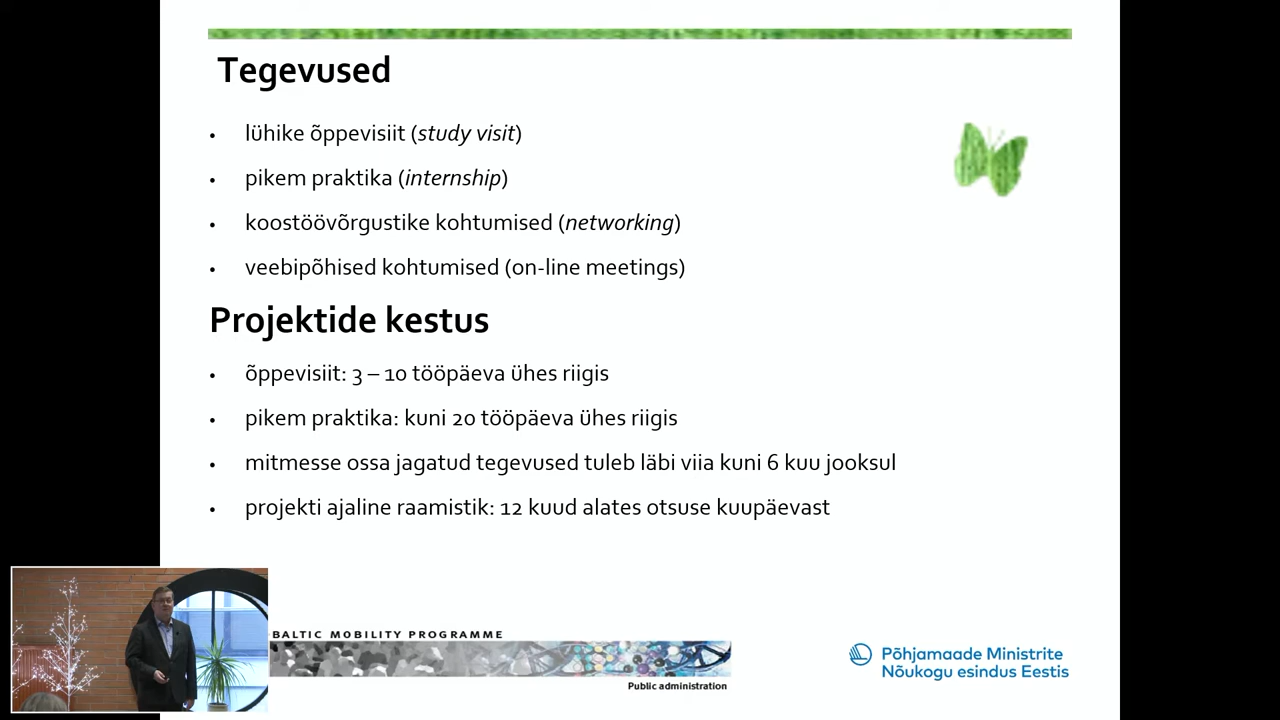 Tegevused
• lühike õppevisiit (study visit)
• pikem praktika (internship)
• koostöövõrgustike kohtumised (networking)
• veebipõhised kohtumised (on-line meetings)
Projektide kestus
• õppevisiit: 3 – 10 tööpäeva ühes riigis
• pikem praktika: kuni 20 tööpäeva ühes riigis
• mitmesse ossa jagatud tegevused tuleb läbi viia kuni 6 kuu jooksul
• projekti ajaline raamistik: 12 kuud alates otsuse kuupäevast
BALTIC MOBILITY PROGRAMME
Public administration
Põhjamaade Ministrite
Nõukogu esindus Eestis